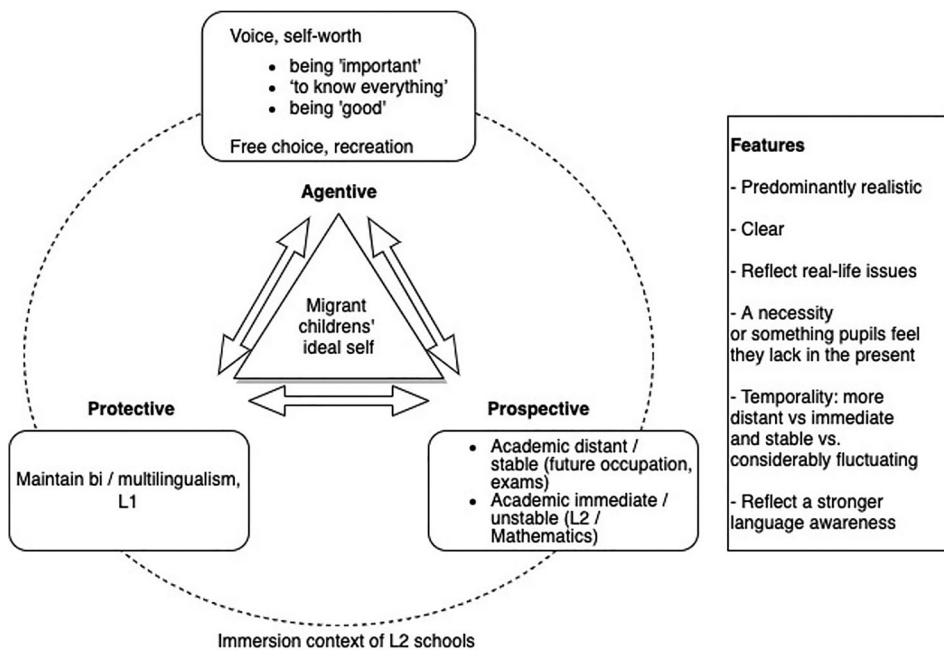 Voice, self-worth
• being 'important'
• ‘to know everything’
• being 'good'
Free choice, recreation
Agentive
Migrant
childrens'
ideal self
Protective
Maintain bi / multilingualism,
L1
Prospective
• Academic distant /
stable (future occupation,
exams)
• Academic immediate /
unstable (L2 /
Mathematics)
Immersion context of L2 schools
Features
- Predominantly realistic
- Clear
- Reflect real-life issues
- A necessity
or something pupils feel
they lack in the present
- Temporality: more
distant vs immediate
and stable vs.
considerably fluctuating
- Reflect a stronger
language awareness